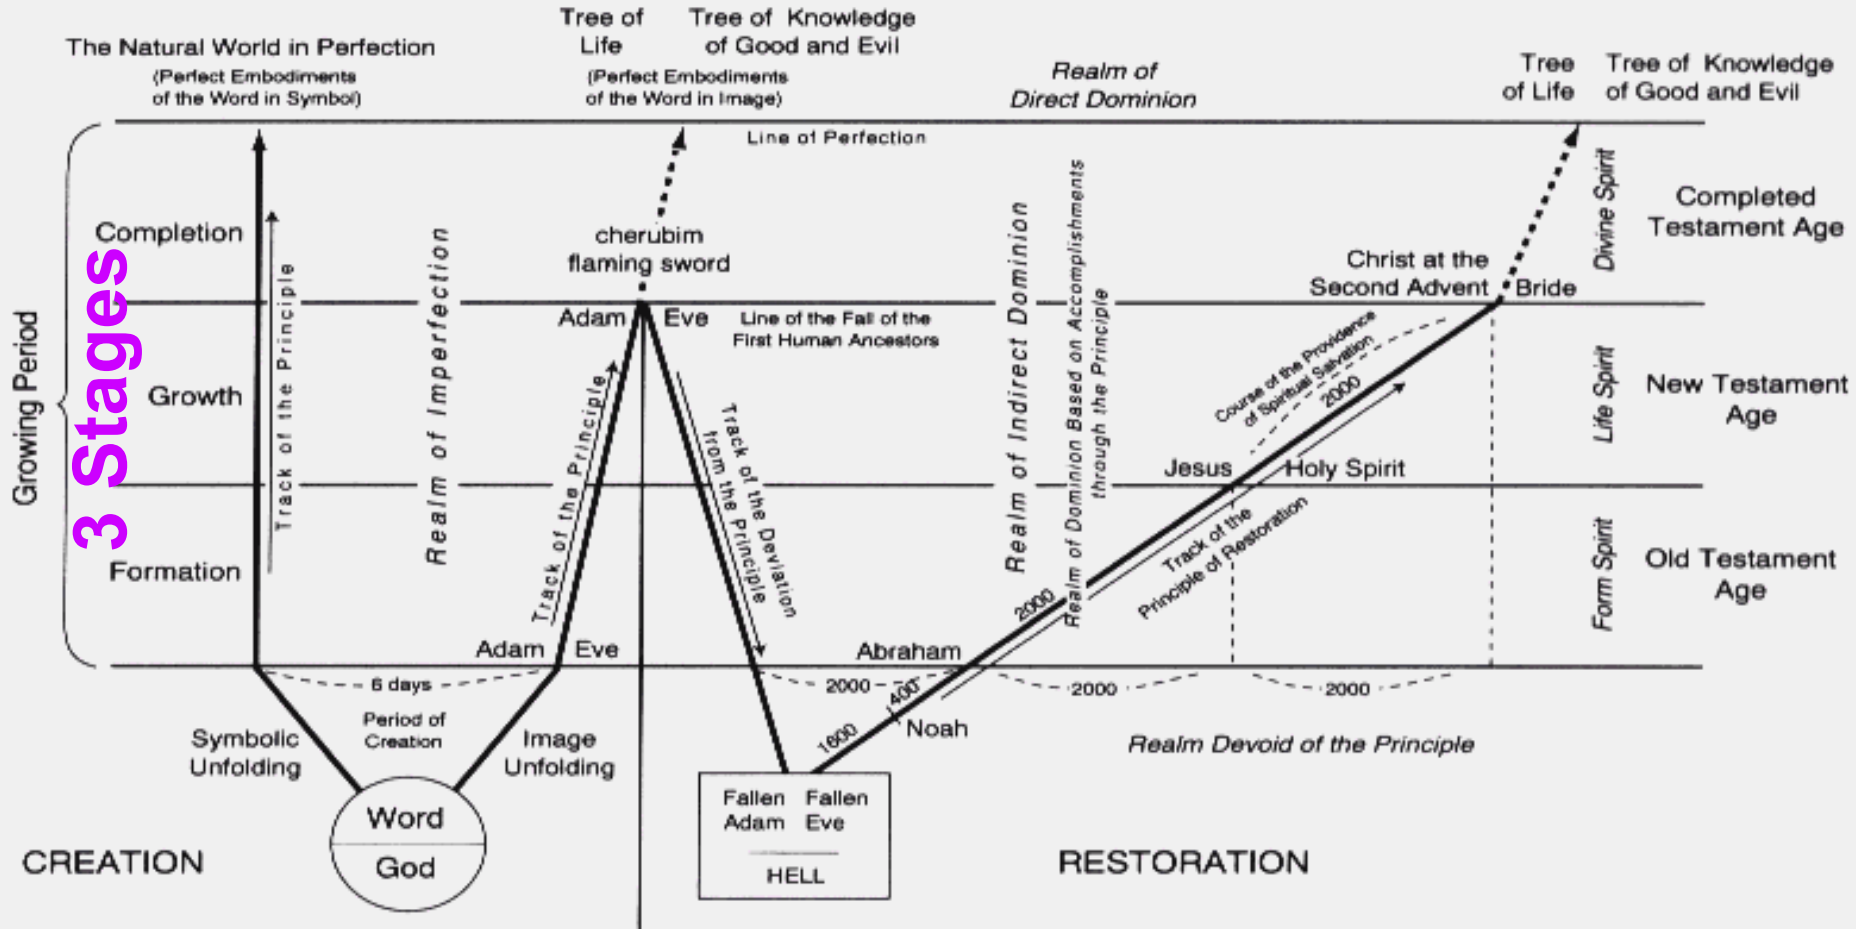 The Natural World in Perfection
(Perfect Embodiments
of the Word in Symbol)
Tree of
Life
Tree of Knowledge
of Good and Evil
(Perfect Embodiments
of the Word in Image)
Realm of
Direct Dominion
Tree
of Life
Tree of Knowledge
of Good and Evil
Line of Perfection
Growing Period
3 Stages
Completion
Growth
Formation
Track of the Principle
Realm of Imperfection
cherubim
flaming sword
Adam
Eve
Line of the Fall of the
First Human Ancestors
Track of the Principle
Track of the Deviation
from the Principle
Realm of Indirect Dominion
Realm of Dominion Based on Accomplishments
through the Principle
Christ at the
Second Advent
Bride
Course of the Providence
of Spiritual Salvation
2000
Jesus
Holy Spirit
Track of the
Principle of Restoration
2000
Divine Spirit
Life Spirit
Form Spirit
Completed
Testament Age
New Testament
Age
Old Testament
Age
Adam
Eve
Abraham
6 days
2000
400
2000
2000
Period of
Creation
Symbolic
Unfolding
Image
Unfolding
1600
Noah
Realm Devoid of the Principle
Word
God
Fallen Fallen
Adam Eve
HELL
CREATION
RESTORATION